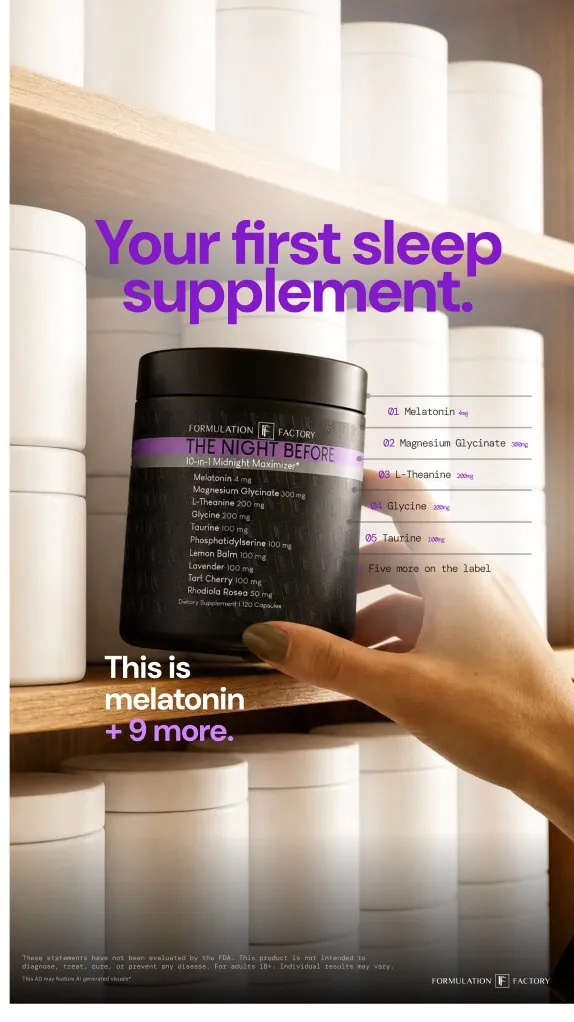 Your first sleep
supplement.
FORMULATION FF FACTORY
THE NIGHT BEFORE
10-in-1 Midnight Maximizer*
Melatonin 4 mg
Magnesium Glycinate 300 mg
L-Theanine 200 mg
Glycine 200 mg
Taurine 100 mg
Phosphatidylserine 100 mg
Lemon Balm 100 mg
Lavender 100 mg
Tart Cherry 100 mg
Rhodiola Rosea 50 mg
Dietary Supplement | 120 Capsules
01 Melatonin 4mg
02 Magnesium Glycinate 300mg
03 L-Theanine 200mg
04 Glycine 200mg
05 Taurine 100mg
Five more on the label
This is
melatonin
+ 9 more.
These statements have not been evaluated by the FDA. This product is not intended to
diagnose, treat, cure, or prevent any disease. For adults 18+. Individual results may vary.
This AD may feature AI generated visuals*
FORMULATION FF FACTORY